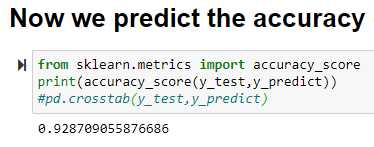 Now we predict the accuracy
from sklearn.metrics import accuracy_score
print(accuracy_score(y_test,y_predict))
#pd.crosstab(y_test,y_predict)
0.928709055876686